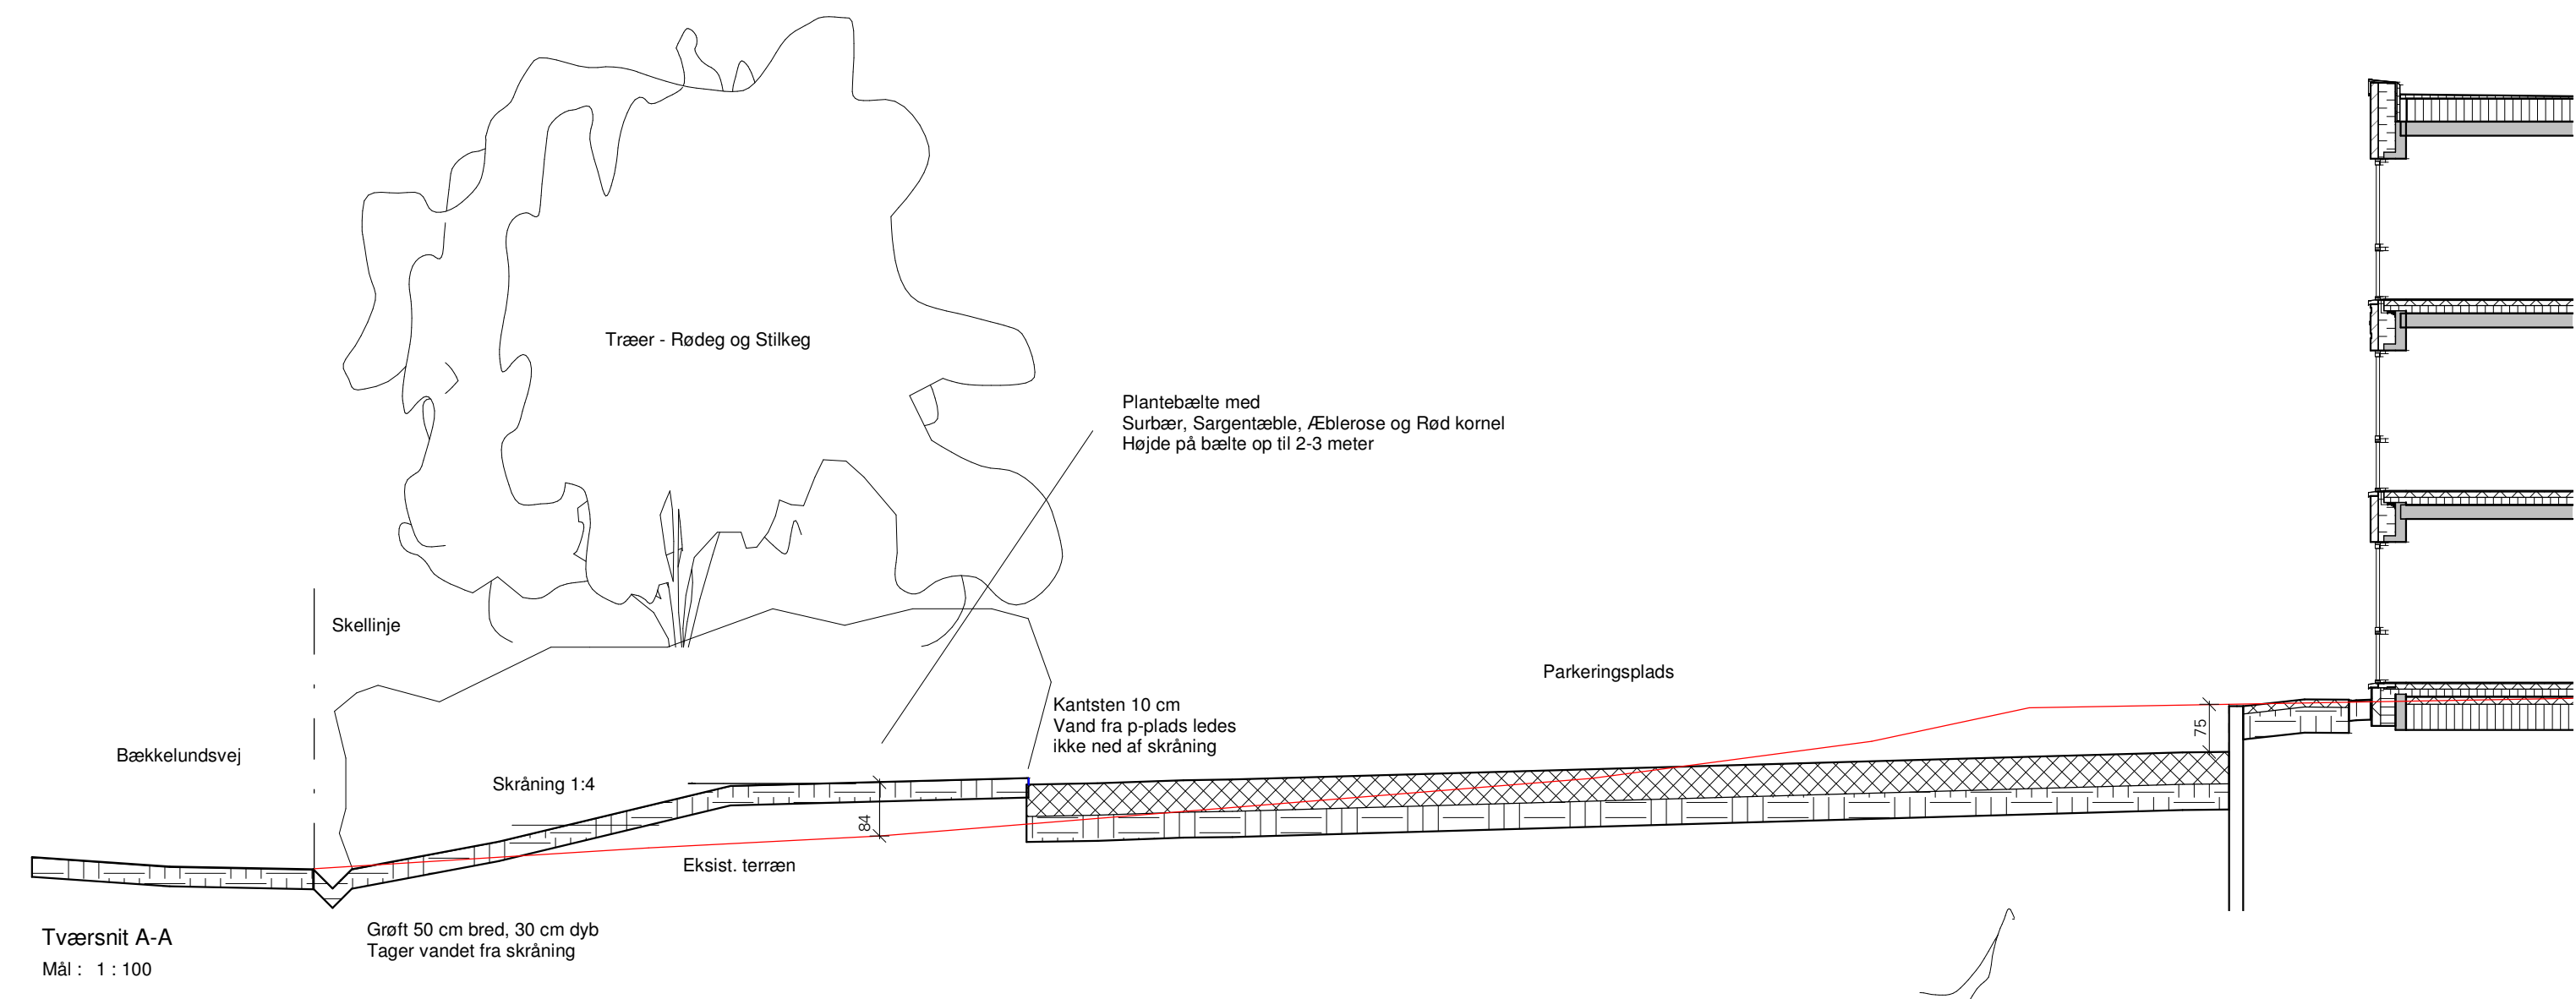 Træer - Rødeg og Stilkeg
Plantebælte med
Surbær, Sargentæble, Æblerose og Rød kornel
Højde på bælte op til 2-3 meter
Skellinje
Parkeringsplads
Kantsten 10 cm
Vand fra p-plads ledes
ikke ned af skråning
75
Bækkelundsvej
Skråning 1:4
84
Eksist. terræn
Grøft 50 cm bred, 30 cm dyb
Tager vandet fra skråning
Tværsnit A-A
Mål : 1 : 100